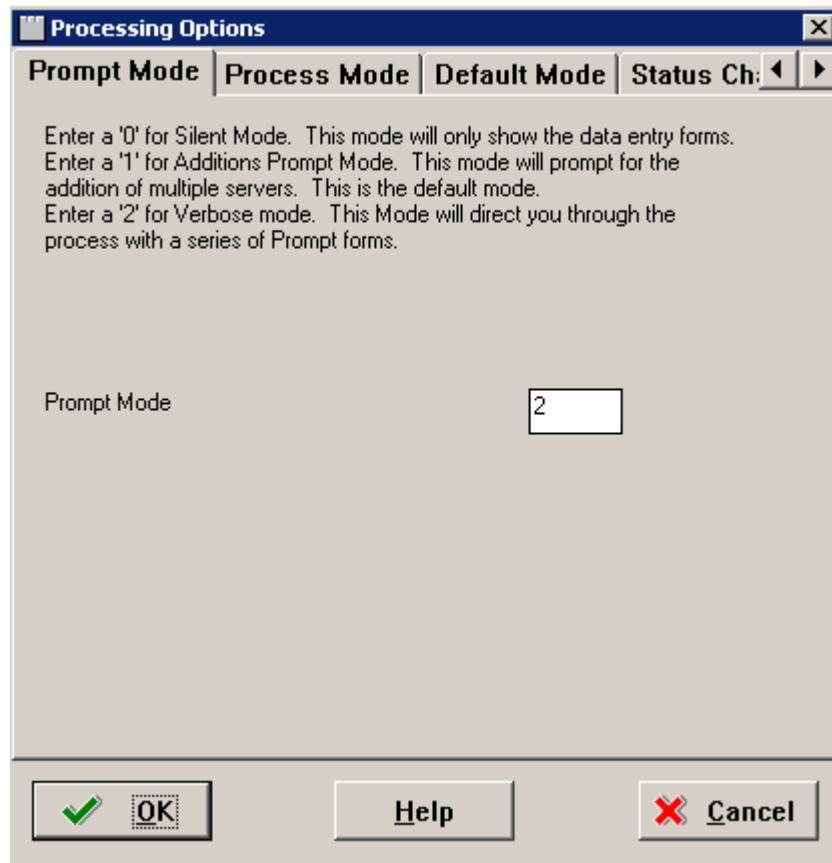 Processing Options
Prompt Mode Process Mode Default Mode Status Ch
Enter a '0' for Silent Mode. This mode will only show the data entry forms.
Enter a '1' for Additions Prompt Mode. This mode will prompt for the
addition of multiple servers. This is the default mode.
Enter a '2' for Verbose mode. This Mode will direct you through the
process with a series of Prompt forms.
Prompt Mode 2
OK Help Cancel